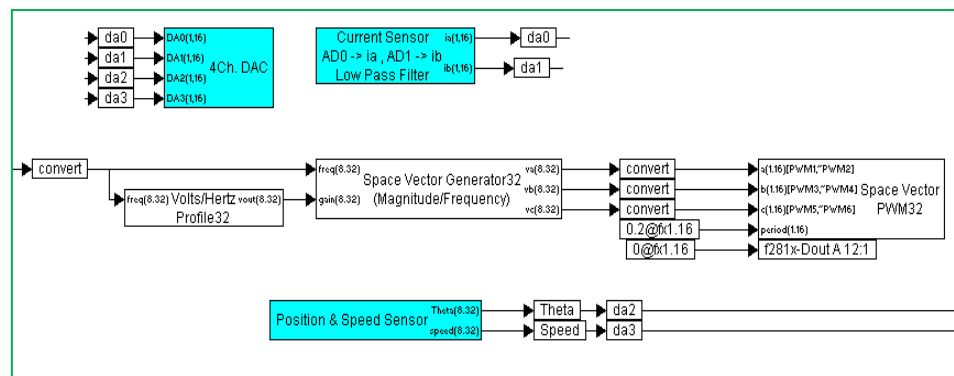 da0
DA0(1,16)
da1
DA1(1,16)
da2
DA2(1,16)
da3
DA3(1,16)
4Ch. DAC
Current Sensor
AD0 -> ia , AD1 -> ib
Low Pass Filter
ia(1,16)
ib(1,16)
da0
da1
convert
freq(8.32) Volts/Hertz vout(8.32)
Profile32
freq(8.32)
gain(8.32)
Space Vector Generator32
(Magnitude/Frequency)
va(8.32)
vb(8.32)
vc(8.32)
convert
convert
convert
0.2@fx1.16
0@fx1.16
a(1.16)[PWM1,~PWM2]
b(1.16)[PWM3,~PWM4]
c(1.16)[PWM5,~PWM6]
period(1.16)
Space Vector
PWM32
f281x-Dout A 12:1
Position & Speed Sensor
Theta(8.32)
speed(8.32)
Theta
da2
Speed
da3